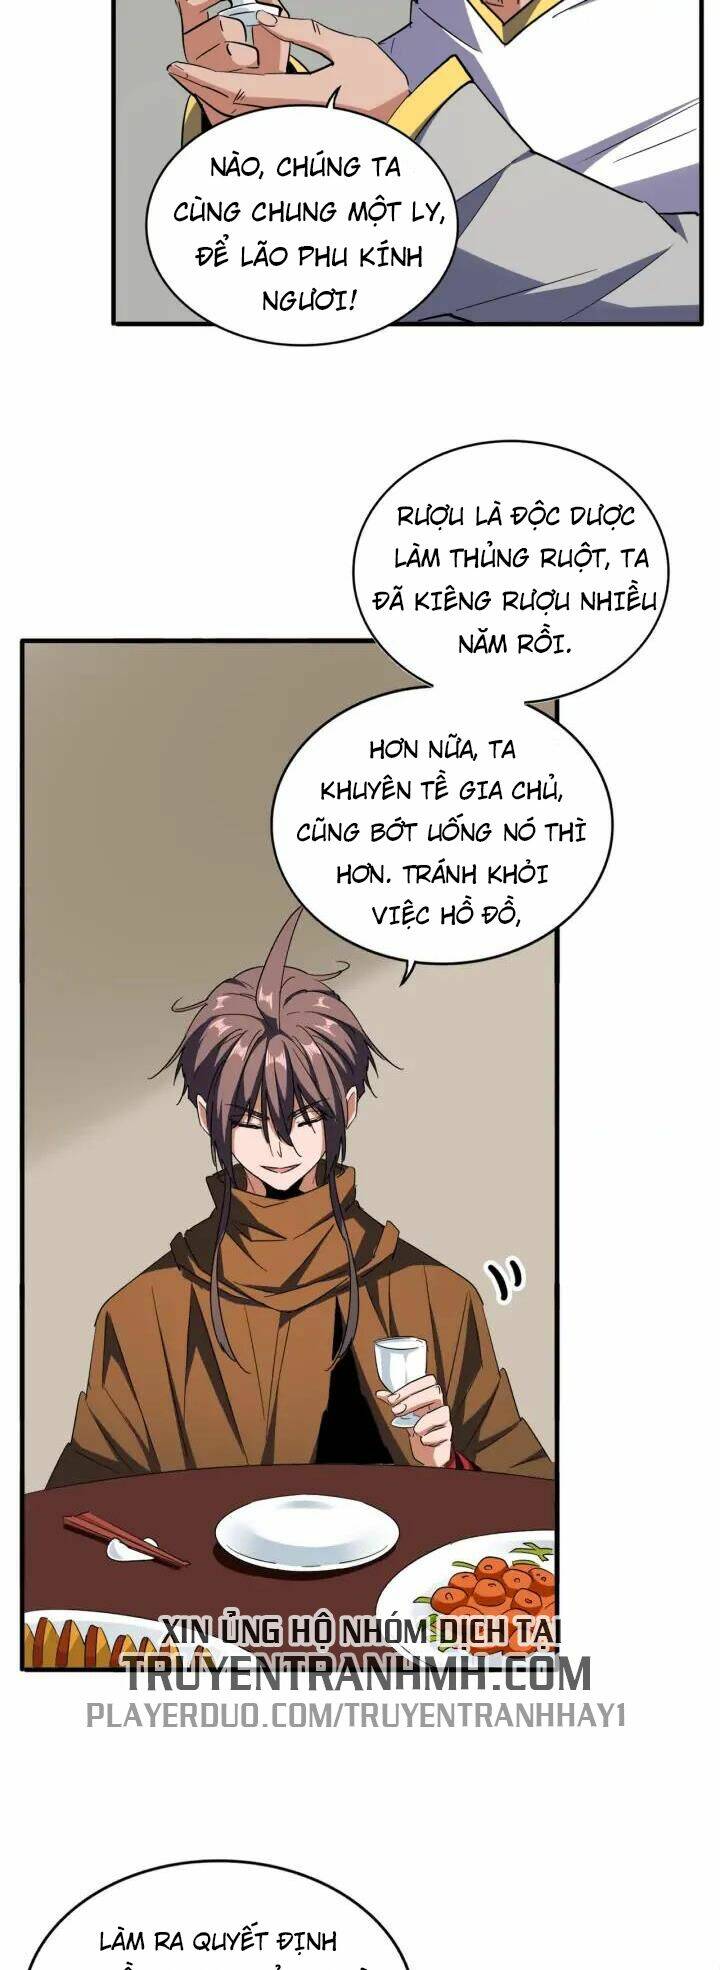 NÀO, CHÚNG TA
CÙNG CHUNG MỘT LY,
ĐỂ LÃO PHU KÍNH
NGƯƠI!
RƯỢU LÀ ĐỘC DƯỢC
LÀM THỦNG RUỘT, TA
ĐÃ KIÊNG RƯỢU NHIỀU
NĂM RỒI.
HƠN NỮA, TA
KHUYÊN TỀ GIA CHỦ,
CŨNG BỚT UỐNG NÓ THÌ
HƠN. TRÁNH KHỎI
VIỆC HỒ ĐỒ,
XIN ỦNG HỘ NHÓM DỊCH TẠI
TRUYENTRANHMH.COM
PLAYERDUO.COM/TRUYENTRANHHAY1
LÀM RA QUYẾT ĐỊNH